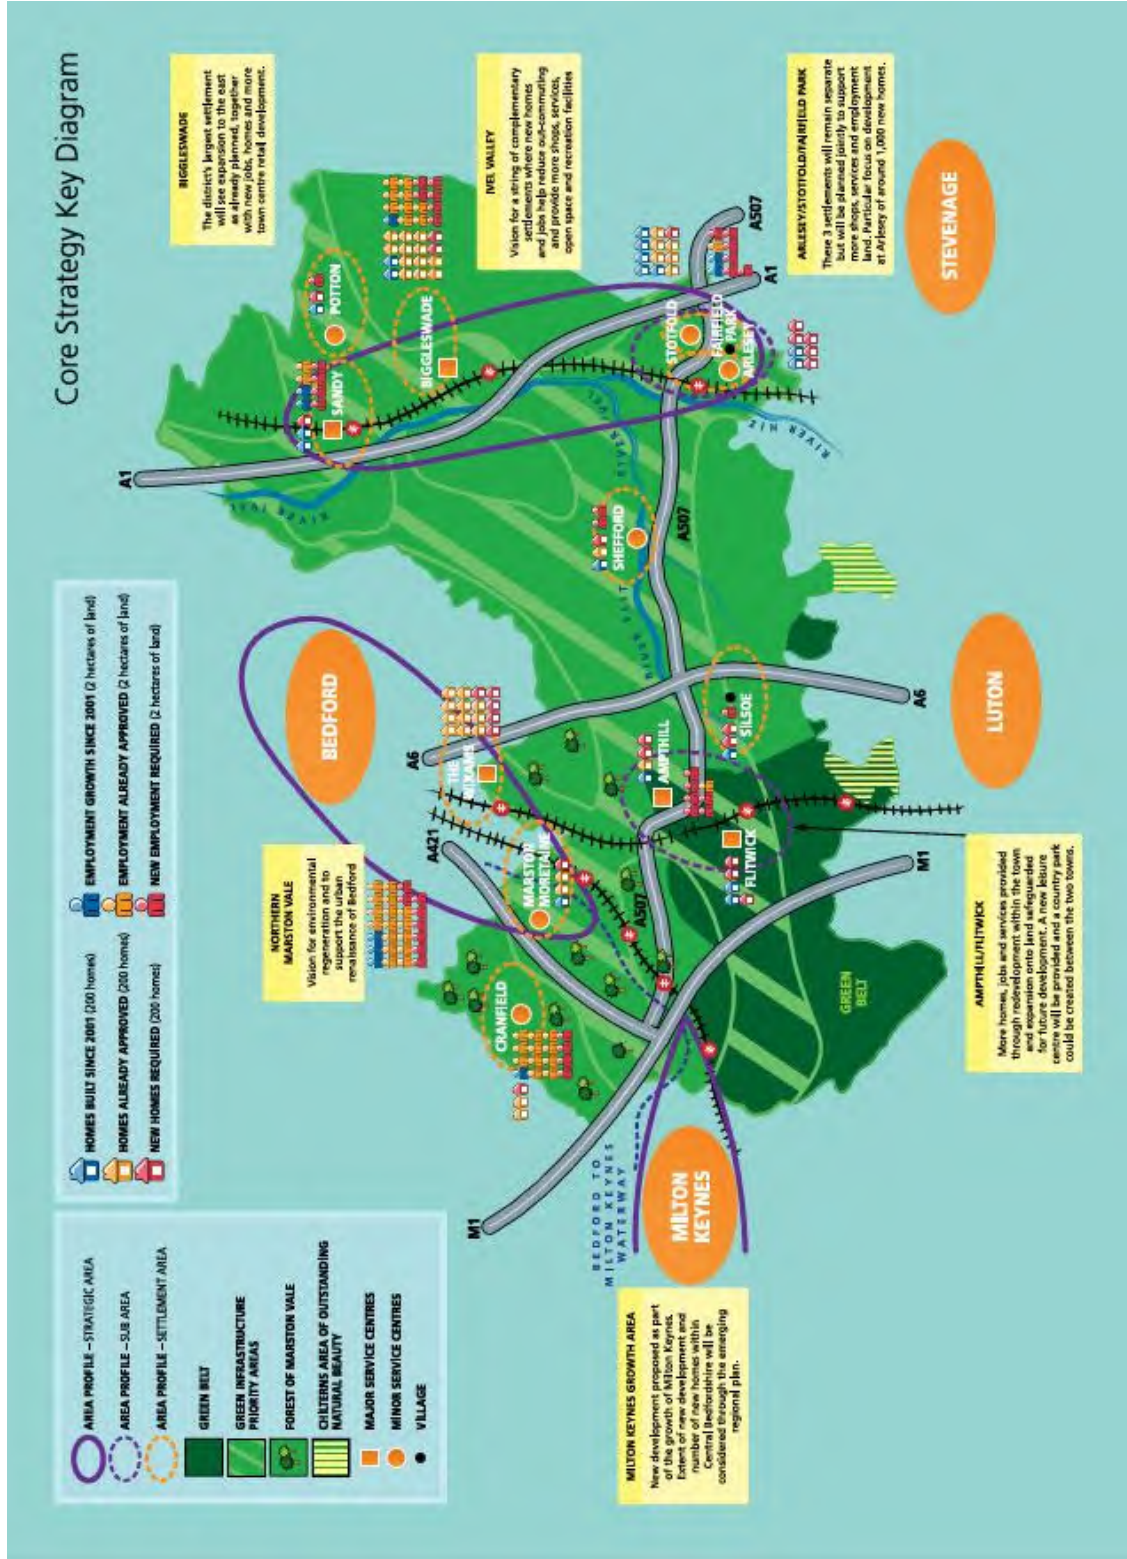 Core Strategy Key Diagram
BIGGLESWADE
The district's largest settlement
will see expansion to the east
as already planned, together
with new jobs, homes and more
town centre retail development.
IVEL VALLEY
Vision for a string of complementary
settlements where new homes
and jobs help reduce out-commuting
and provide more shops, services,
open space and recreation facilities
ARLESEY/STOTFOLD/FAIRFIELD PARK
There 3 settlements will remain separate
but will be planned jointly to support
more shops, services and employment
land. Particular focus on development
at Arlesey of around 1,000 new homes.
HOMES BUILT SINCE 2001 (200 homes)
HOMES ALREADY APPROVED (200 homes)
NEW HOMES REQUIRED (200 homes)
EMPLOYMENT GROWTH SINCE 2001 (2 hectares of land)
EMPLOYMENT ALREADY APPROVED (2 hectares of land)
NEW EMPLOYMENT REQUIRED (2 hectares of land)
AREA PROFILE – STRATEGIC AREA
AREA PROFILE – SUB AREA
AREA PROFILE – SETTLEMENT AREA
GREEN BELT
GREEN INFRASTRUCTURE
PRIORITY AREAS
FOREST OF MARSTON VALE
CHILTERNS AREA OF OUTSTANDING
NATURAL BEAUTY
MAJOR SERVICE CENTRES
MINOR SERVICE CENTRES
VILLAGE
NORTHERN
MARSTON VALE
Vision for environmental
regeneration and to
support the urban
renaissance of Bedford
MILTON KEYNES GROWTH AREA
New development proposed as part
of the growth of Milton Keynes.
Extent of new development and
number of new homes within
Central Bedfordshire will be
considered through the emerging
regional plan.
AMPTHILL/FLITWICK
More homes, jobs and services provided
through redevelopment within the town
and expansion onto land safeguarded
for future development. A new leisure
centre will be provided and a country park
could be created between the two towns.
BEDFORD
STEVENAGE
LUTON
MILTON
KEYNES
BEDFORD TO
MILTON KEYNES
WATERWAY
M1
M1
A421
A6
A6
A1
A1
A507
A507
A507
POTTON
SANDY
BIGGLESWADE
STOTFOLD
FAIRFIELD
PARK
ARLESEY
SHEFFORD
THE
WIXAMS
MARSTON
MORETAINE
CRANFIELD
AMPTHILL
FLITWICK
SILSOE
GREEN
BELT
RIVER IVEL
RIVER IVEL
RIVER HIZ
RIVER FLIT